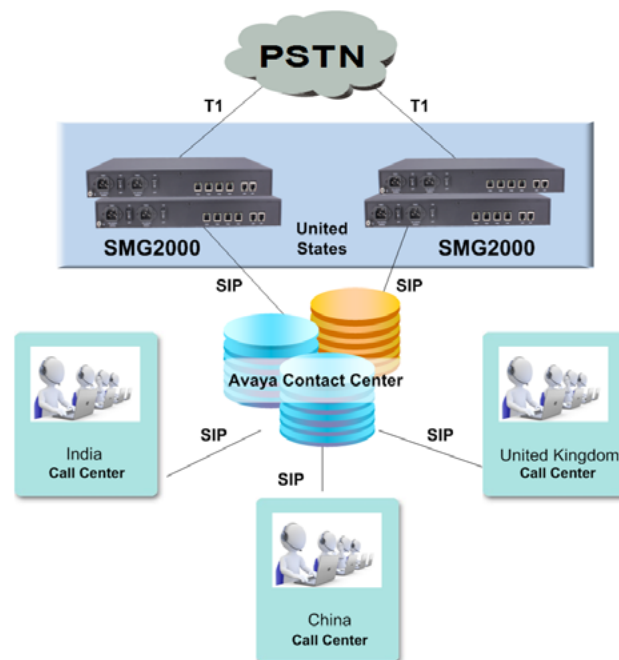 PSTN
T1
T1
SMG2000
United
States
SMG2000
SIP
SIP
Avaya Contact Center
India
Call Center
SIP
SIP
SIP
United Kingdom
Call Center
China
Call Center